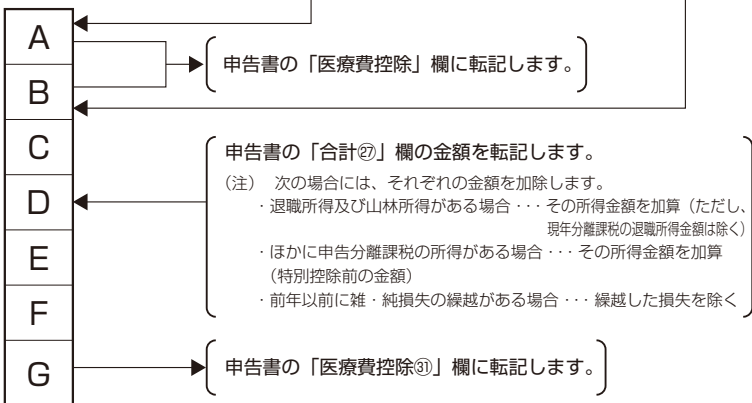 A
申告書の「医療費控除」欄に転記します。
B
C
申告書の「合計㉗」欄の金額を転記します。
(注) 次の場合には、それぞれの金額を加除します。
D
・退職所得及び山林所得がある場合・・・その所得金額を加算（ただし、
現年分離課税の退職所得金額は除く）
E
・ほかに申告分離課税の所得がある場合・・・その所得金額を加算
（特別控除前の金額）
F
・前年以前に雑・純損失の繰越がある場合・・・繰越した損失を除く
G
申告書の「医療費控除㉛」欄に転記します。